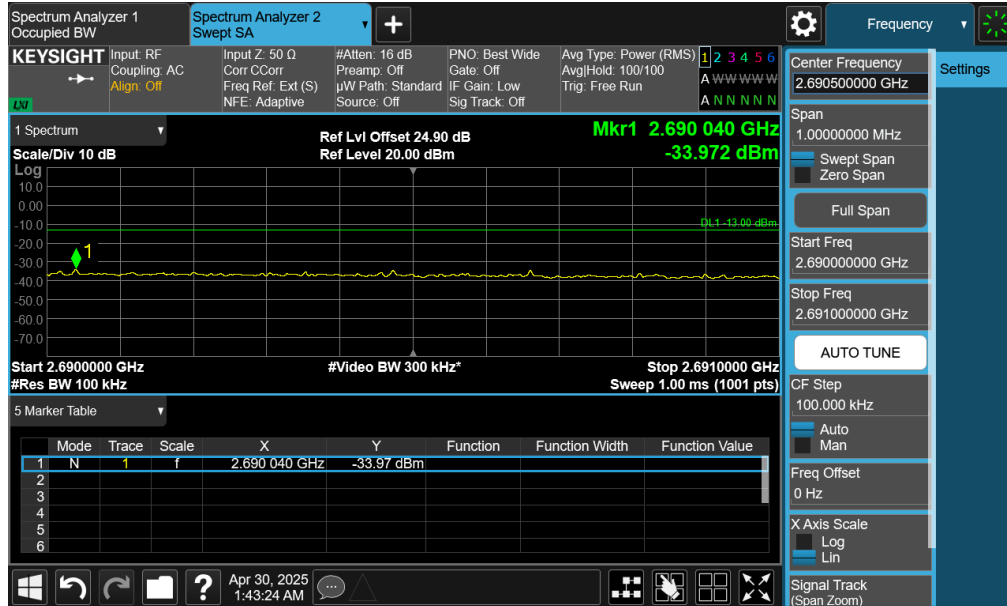 Spectrum Analyzer 1
Occupied BW
Spectrum Analyzer 2
Swept SA
+
Frequency
KEYSIGHT
LXI
Input: RF
Coupling: AC
Align: Off
Input Z: 50 Ω
Corr CCorr
Freq Ref: Ext (S)
NFE: Adaptive
#Atten: 16 dB
Preamp: Off
µW Path: Standard
Source: Off
PNO: Best Wide
Gate: Off
IF Gain: Low
Sig Track: Off
Avg Type: Power (RMS)
Avg|Hold: 100/100
Trig: Free Run
1 2 3 4 5 6
A W W W W W
A N N N N N
1 Spectrum
Scale/Div 10 dB
Ref Lvl Offset 24.90 dB
Ref Level 20.00 dBm
Mkr1 2.690 040 GHz
-33.972 dBm
Log
10.0
0.00
-10.0
-20.0
-30.0
-40.0
-50.0
-60.0
-70.0
DL1 -13.00 dBm
1
Start 2.6900000 GHz
#Video BW 300 kHz*
Stop 2.6910000 GHz
#Res BW 100 kHz
Sweep 1.00 ms (1001 pts)
5 Marker Table
Mode Trace Scale X Y Function Function Width Function Value
1 N 1 f 2.690 040 GHz -33.97 dBm
2
3
4
5
6
Apr 30, 2025
1:43:24 AM
?
Center Frequency
2.690500000 GHz
Span
1.00000000 MHz
Swept Span
Zero Span
Full Span
Start Freq
2.690000000 GHz
Stop Freq
2.691000000 GHz
AUTO TUNE
CF Step
100.000 kHz
Auto
Man
Freq Offset
0 Hz
X Axis Scale
Log
Lin
Signal Track
(Span Zoom)
Settings